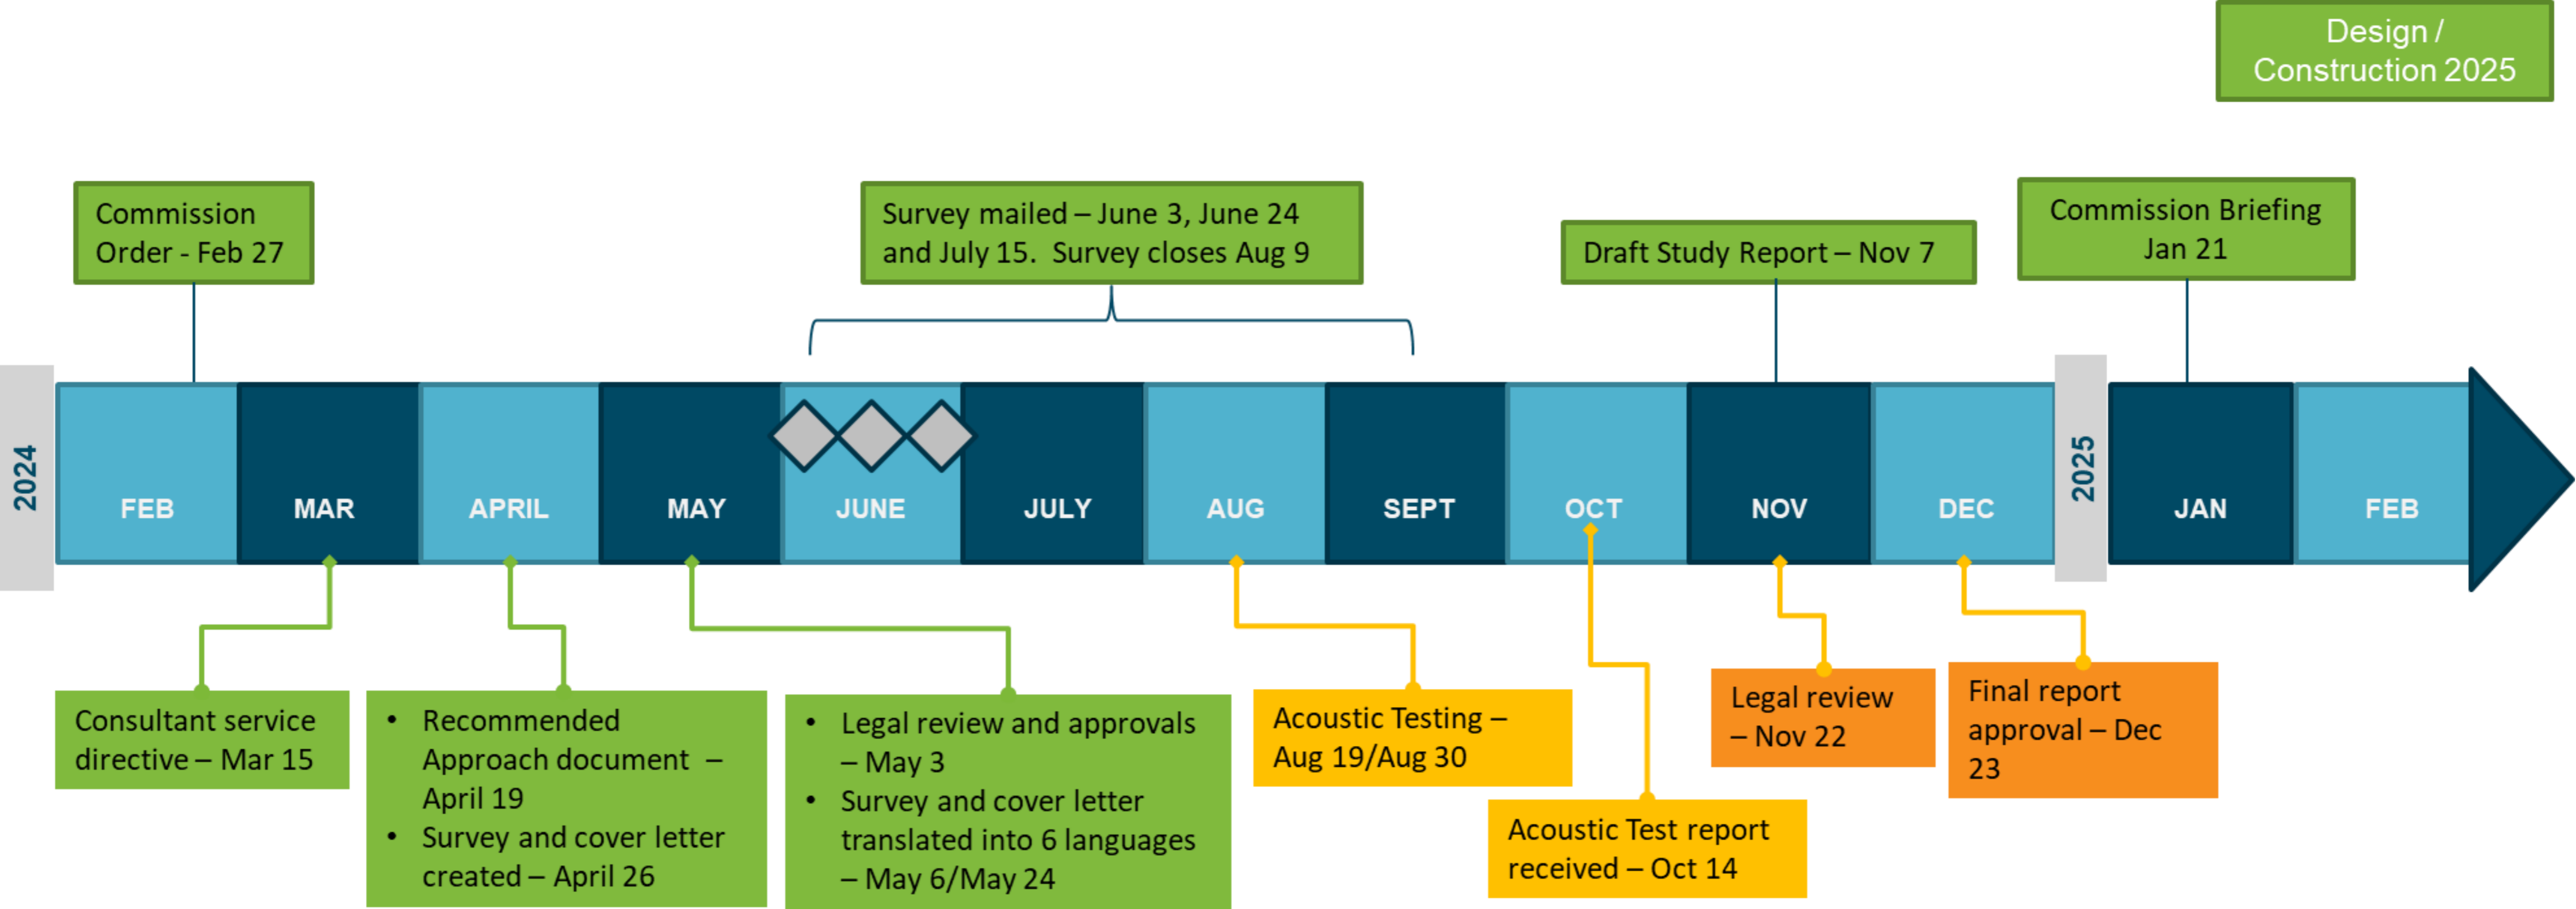 Design /
Construction 2025
Commission
Order - Feb 27
Survey mailed – June 3, June 24
and July 15.  Survey closes Aug 9
Draft Study Report – Nov 7
Commission Briefing
Jan 21
2024
FEB
MAR
APRIL
MAY
JUNE
JULY
AUG
SEPT
OCT
NOV
DEC
2025
JAN
FEB
Consultant service
directive – Mar 15
• Recommended
Approach document  –
April 19
• Survey and cover letter
created – April 26
• Legal review and approvals
– May 3
• Survey and cover letter
translated into 6 languages
– May 6/May 24
Acoustic Testing –
Aug 19/Aug 30
Acoustic Test report
received – Oct 14
Legal review
– Nov 22
Final report
approval – Dec
23